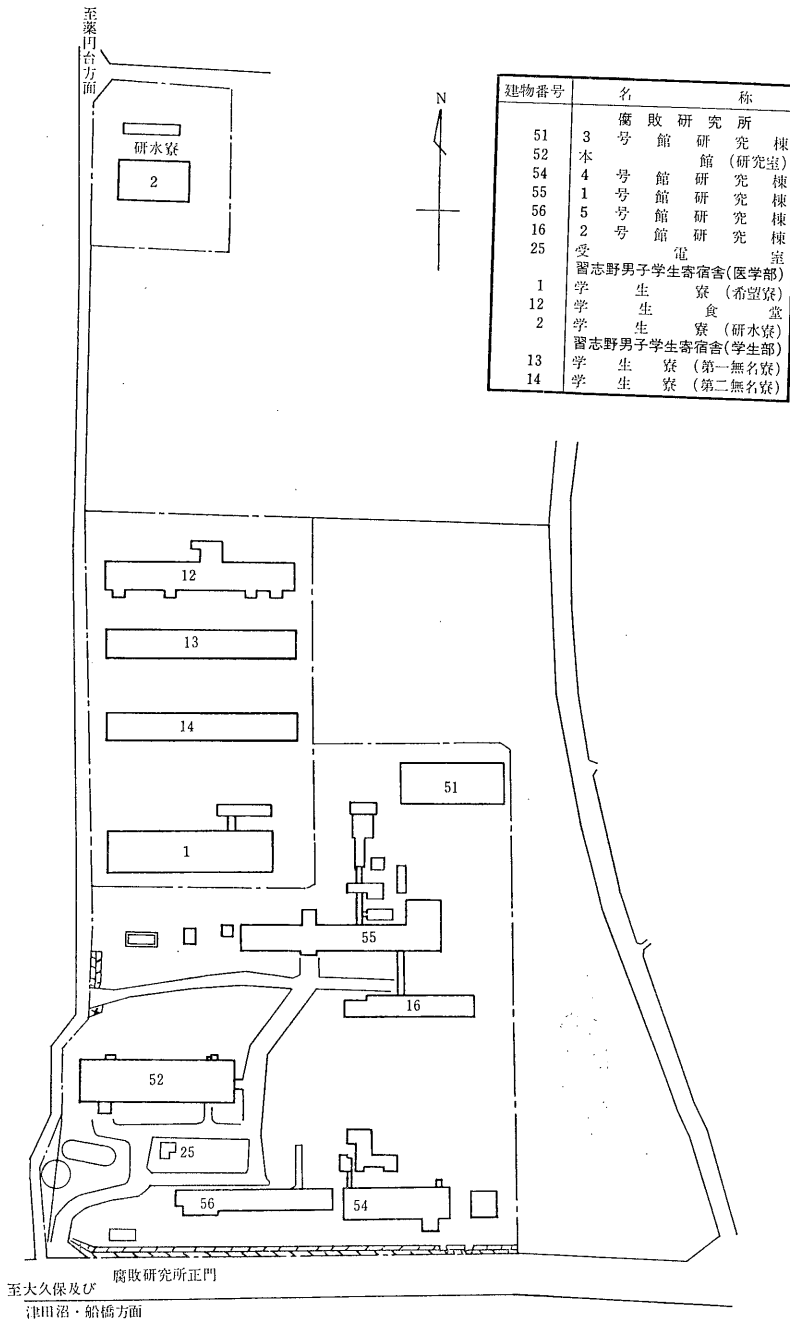 至薬円台方面
N
建物番号 名称
腐敗研究所
51 3号館研究棟
52 本館(研究室)
54 4号館研究棟
55 1号館研究棟
56 5号館研究棟
16 2号館研究棟
25 受電室
習志野男子学生寄宿舎(医学部)
1 学生寮(希望寮)
12 学生食堂
2 学生寮(研水寮)
習志野男子学生寄宿舎(学生部)
13 学生寮(第一無名寮)
14 学生寮(第二無名寮)
研水寮
2
12
13
14
51
1
55
16
52
25
56
54
腐敗研究所正門
至大久保及び
津田沼・船橋方面